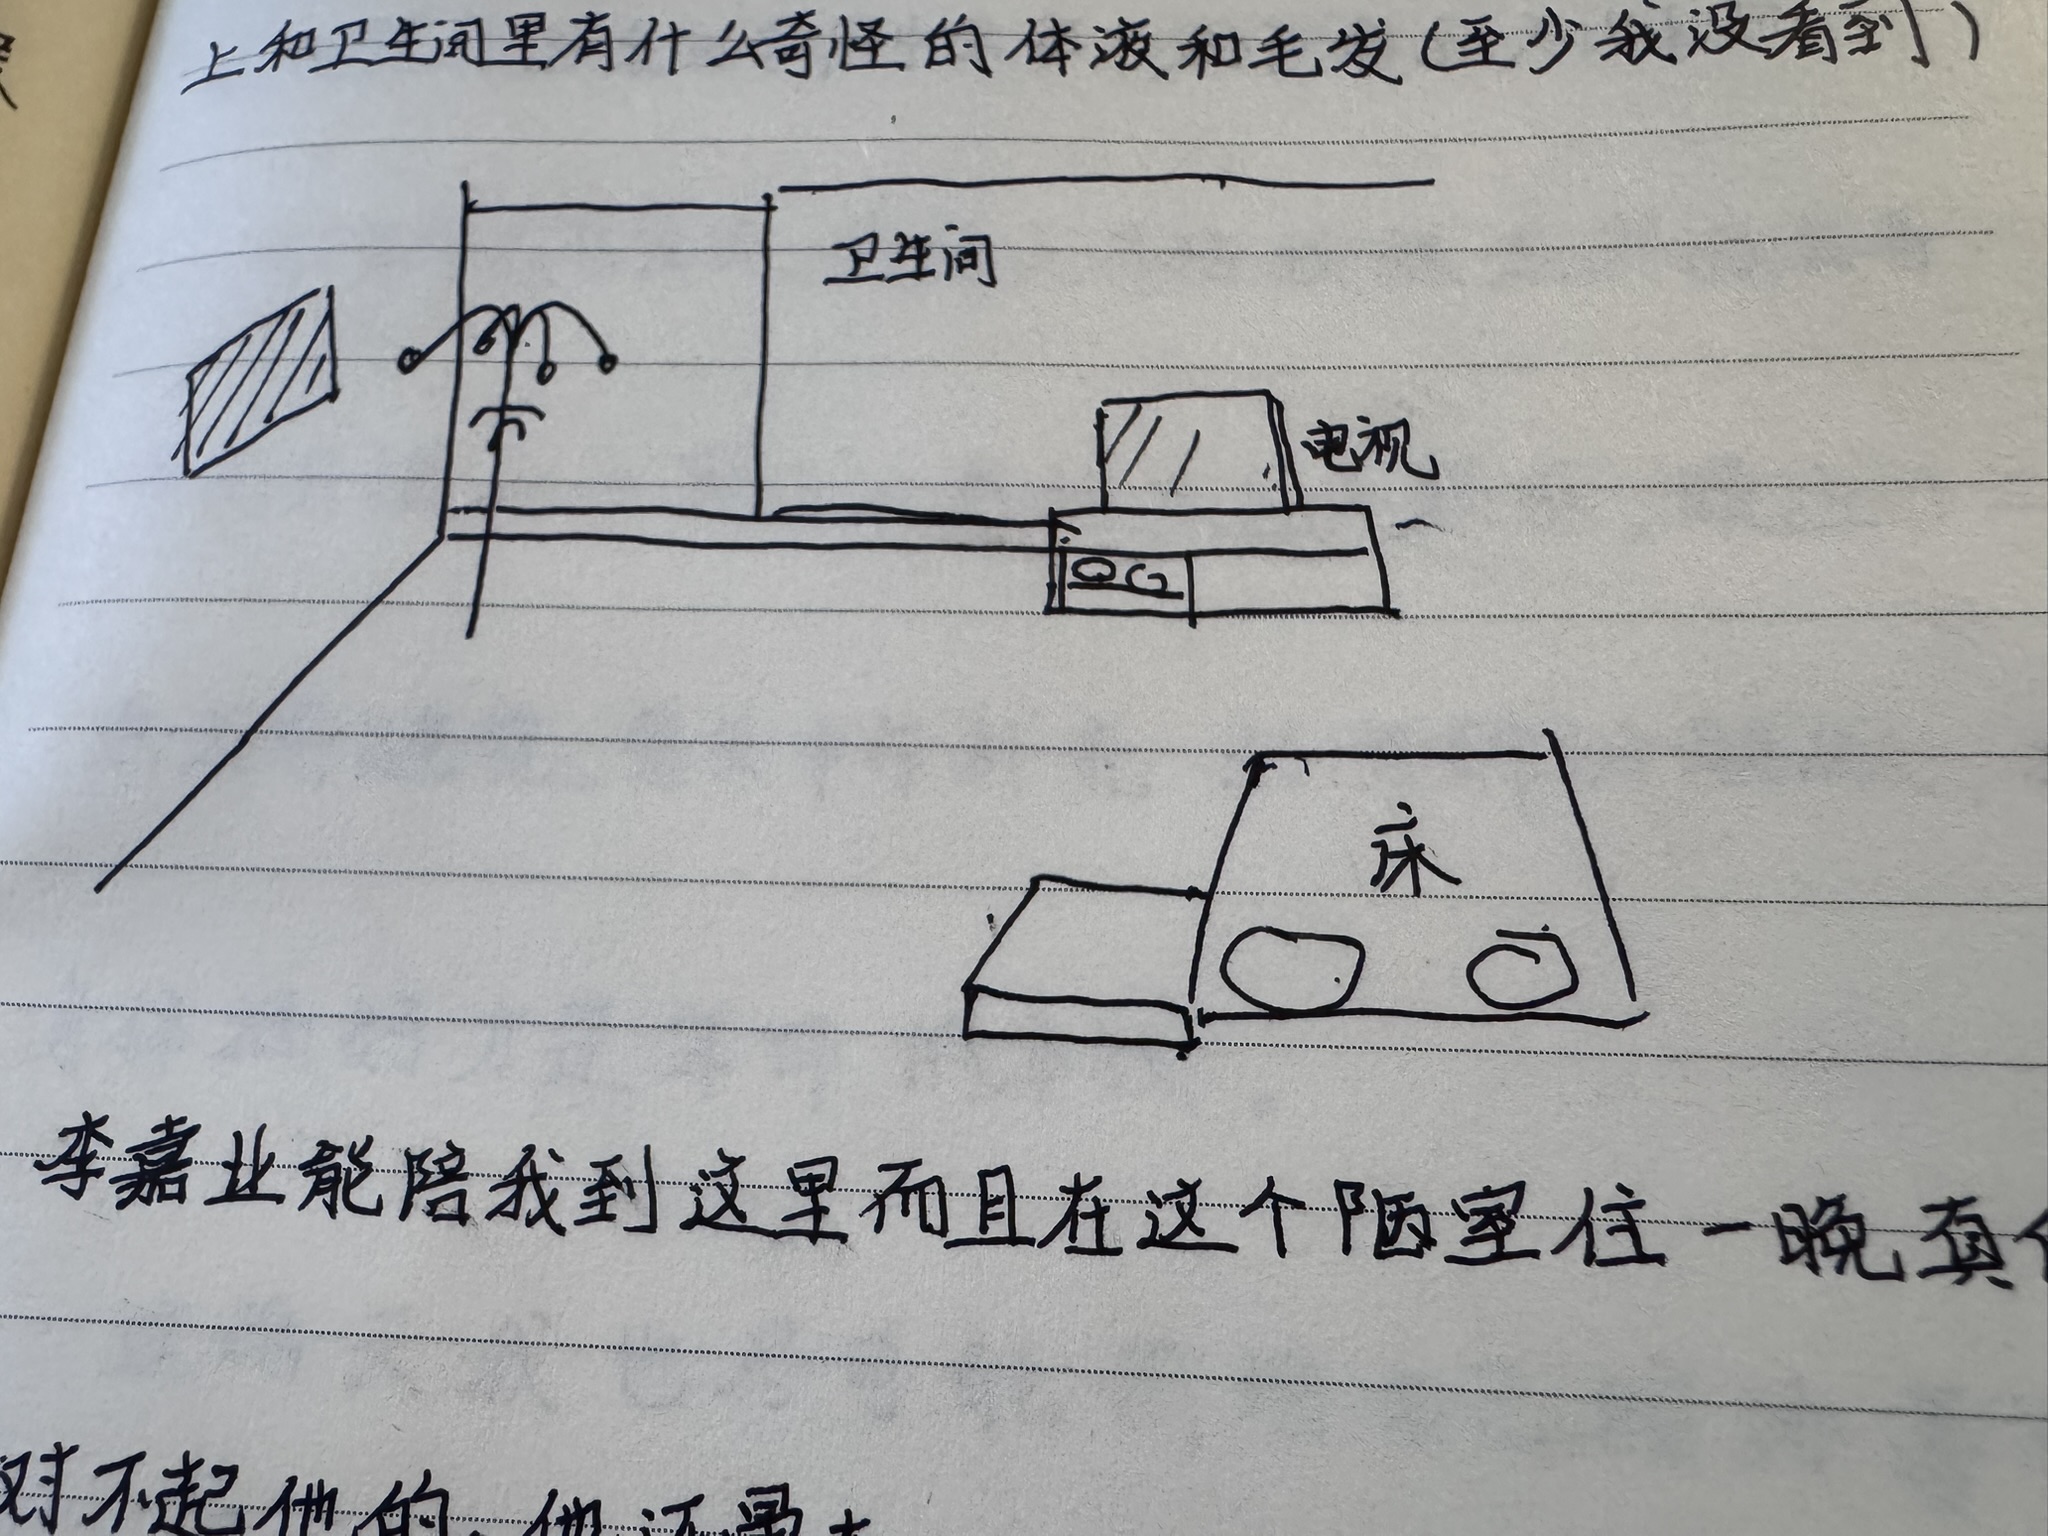 上和卫生间里有什么奇怪的体液和毛发(至少我没看到)
卫生间
电视
床
李嘉业能陪我到这里而且在这个陋室住一晚真
对不起他的,他还